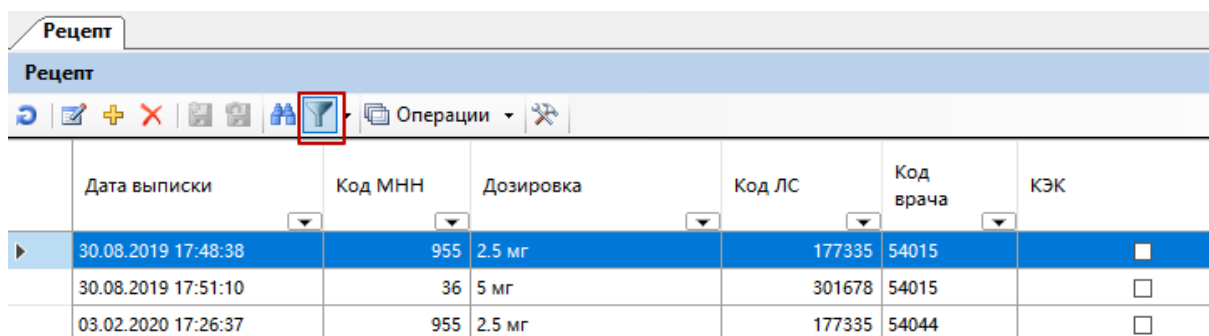 Рецепт
Рецепт
Операции
Дата выписки Код МНН Дозировка Код ЛС Код врача КЭК
30.08.2019 17:48:38 955 2.5 мг 177335 54015
30.08.2019 17:51:10 36 5 мг 301678 54015
03.02.2020 17:26:37 955 2.5 мг 177335 54044